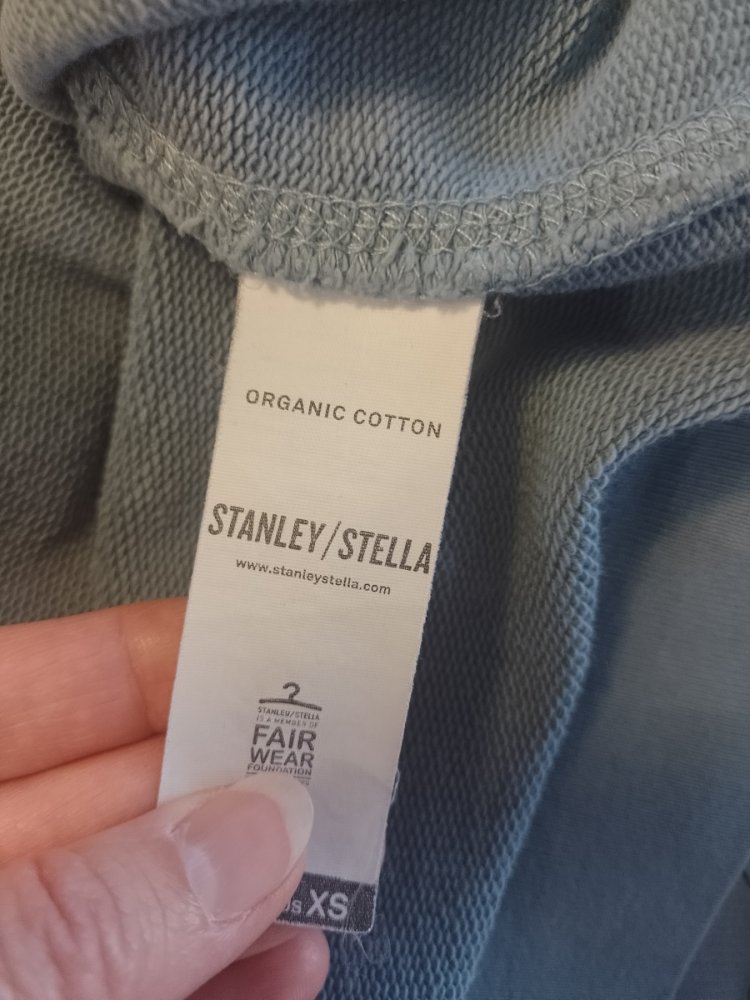 ORGANIC COTTON
STANLEY/STELLA
www.stanleystella.com
STANLEY/STELLA
IS A MEMBER OF
FAIR
WEAR
FOUNDATION
XS